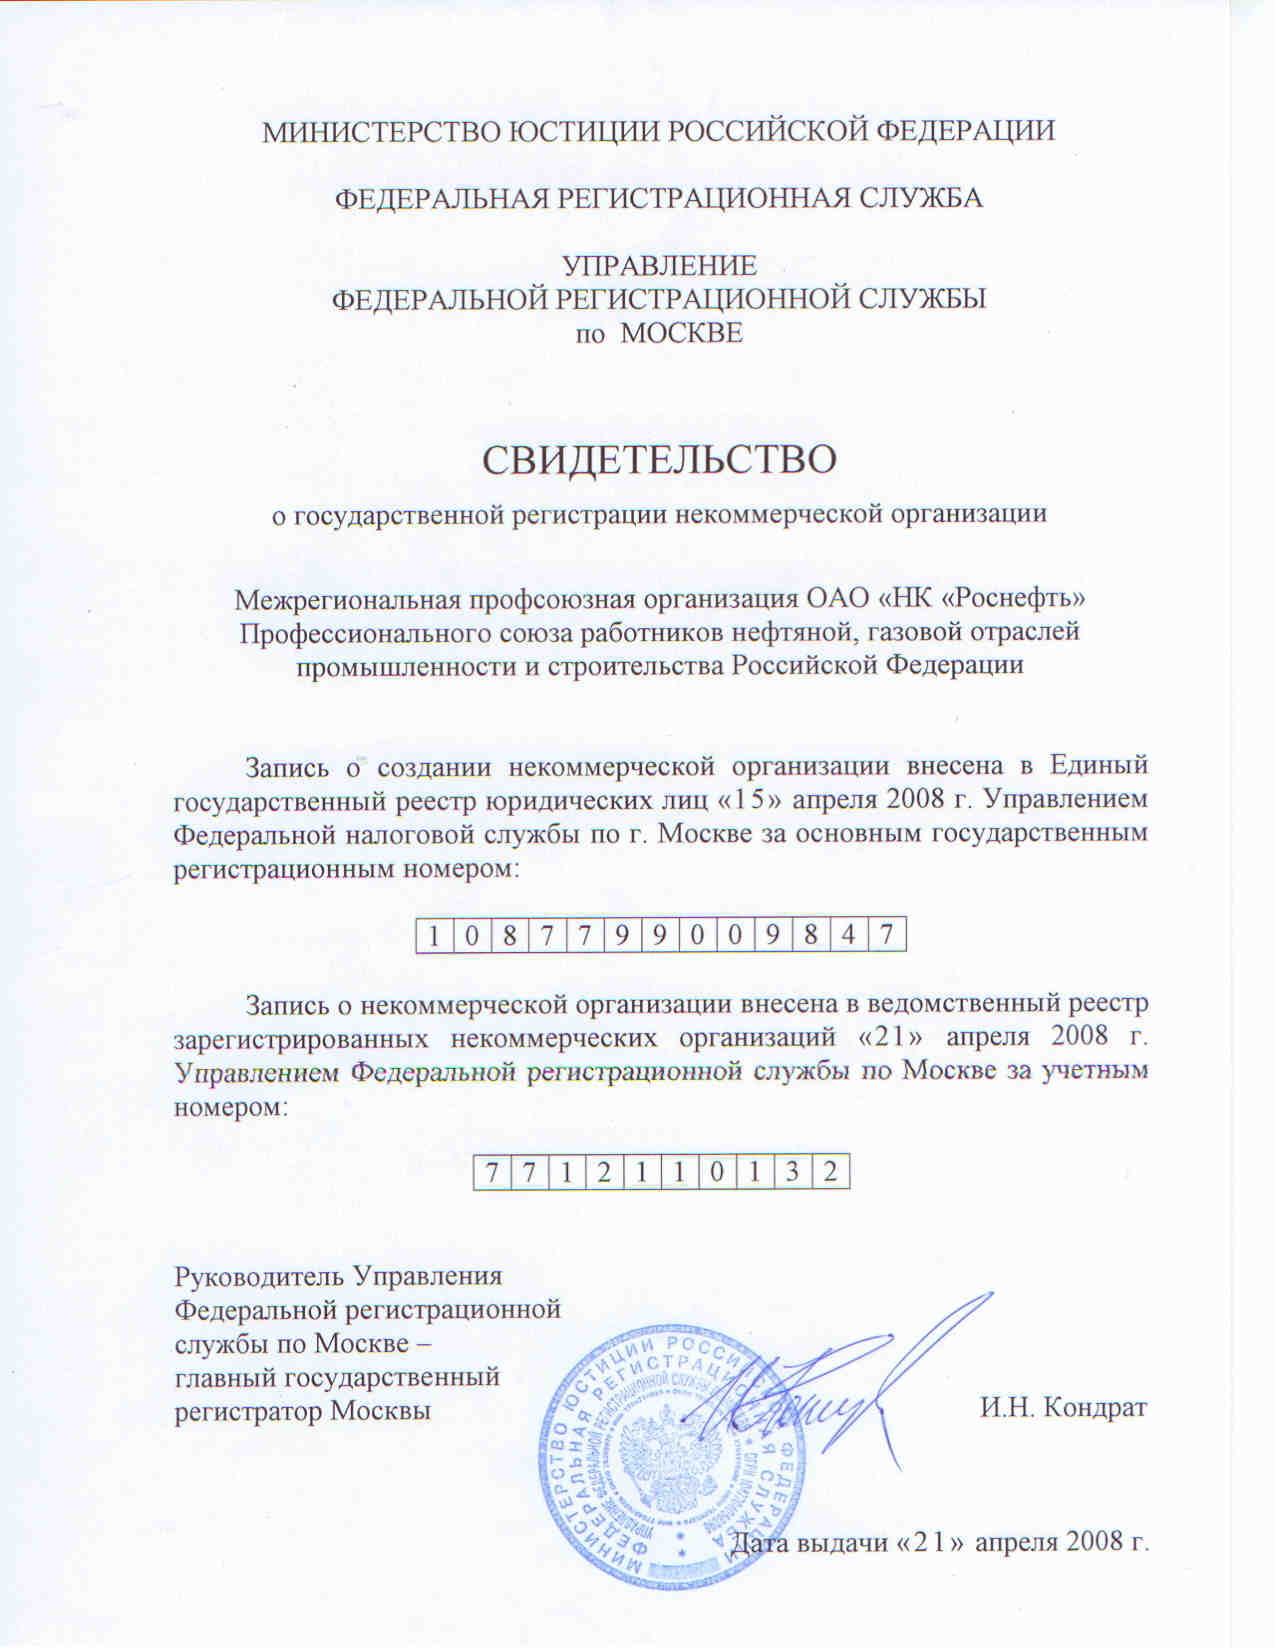 МИНИСТЕРСТВО ЮСТИЦИИ РОССИЙСКОЙ ФЕДЕРАЦИИ
ФЕДЕРАЛЬНАЯ РЕГИСТРАЦИОННАЯ СЛУЖБА
УПРАВЛЕНИЕ
ФЕДЕРАЛЬНОЙ РЕГИСТРАЦИОННОЙ СЛУЖБЫ
по МОСКВЕ
СВИДЕТЕЛЬСТВО
о государственной регистрации некоммерческой организации
Межрегиональная профсоюзная организация ОАО «НК «Роснефть»
Профессионального союза работников нефтяной, газовой отраслей
промышленности и строительства Российской Федерации
Запись о создании некоммерческой организации внесена в Единый
государственный реестр юридических лиц «15» апреля 2008 г. Управлением
Федеральной налоговой службы по г. Москве за основным государственным
регистрационным номером:
1 0 8 7 7 9 9 0 0 9 8 4 7
Запись о некоммерческой организации внесена в ведомственный реестр
зарегистрированных некоммерческих организаций «21» апреля 2008 г.
Управлением Федеральной регистрационной службы по Москве за учетным
номером:
7 7 1 2 1 1 0 1 3 2
Руководитель Управления
Федеральной регистрационной
службы по Москве –
главный государственный
регистратор Москвы
И.Н. Кондрат
МИНИСТЕРСТВО ЮСТИЦИИ РОССИЙСКОЙ ФЕДЕРАЦИИ
ФЕДЕРАЛЬНАЯ РЕГИСТРАЦИОННАЯ СЛУЖБА
Дата выдачи «21» апреля 2008 г.